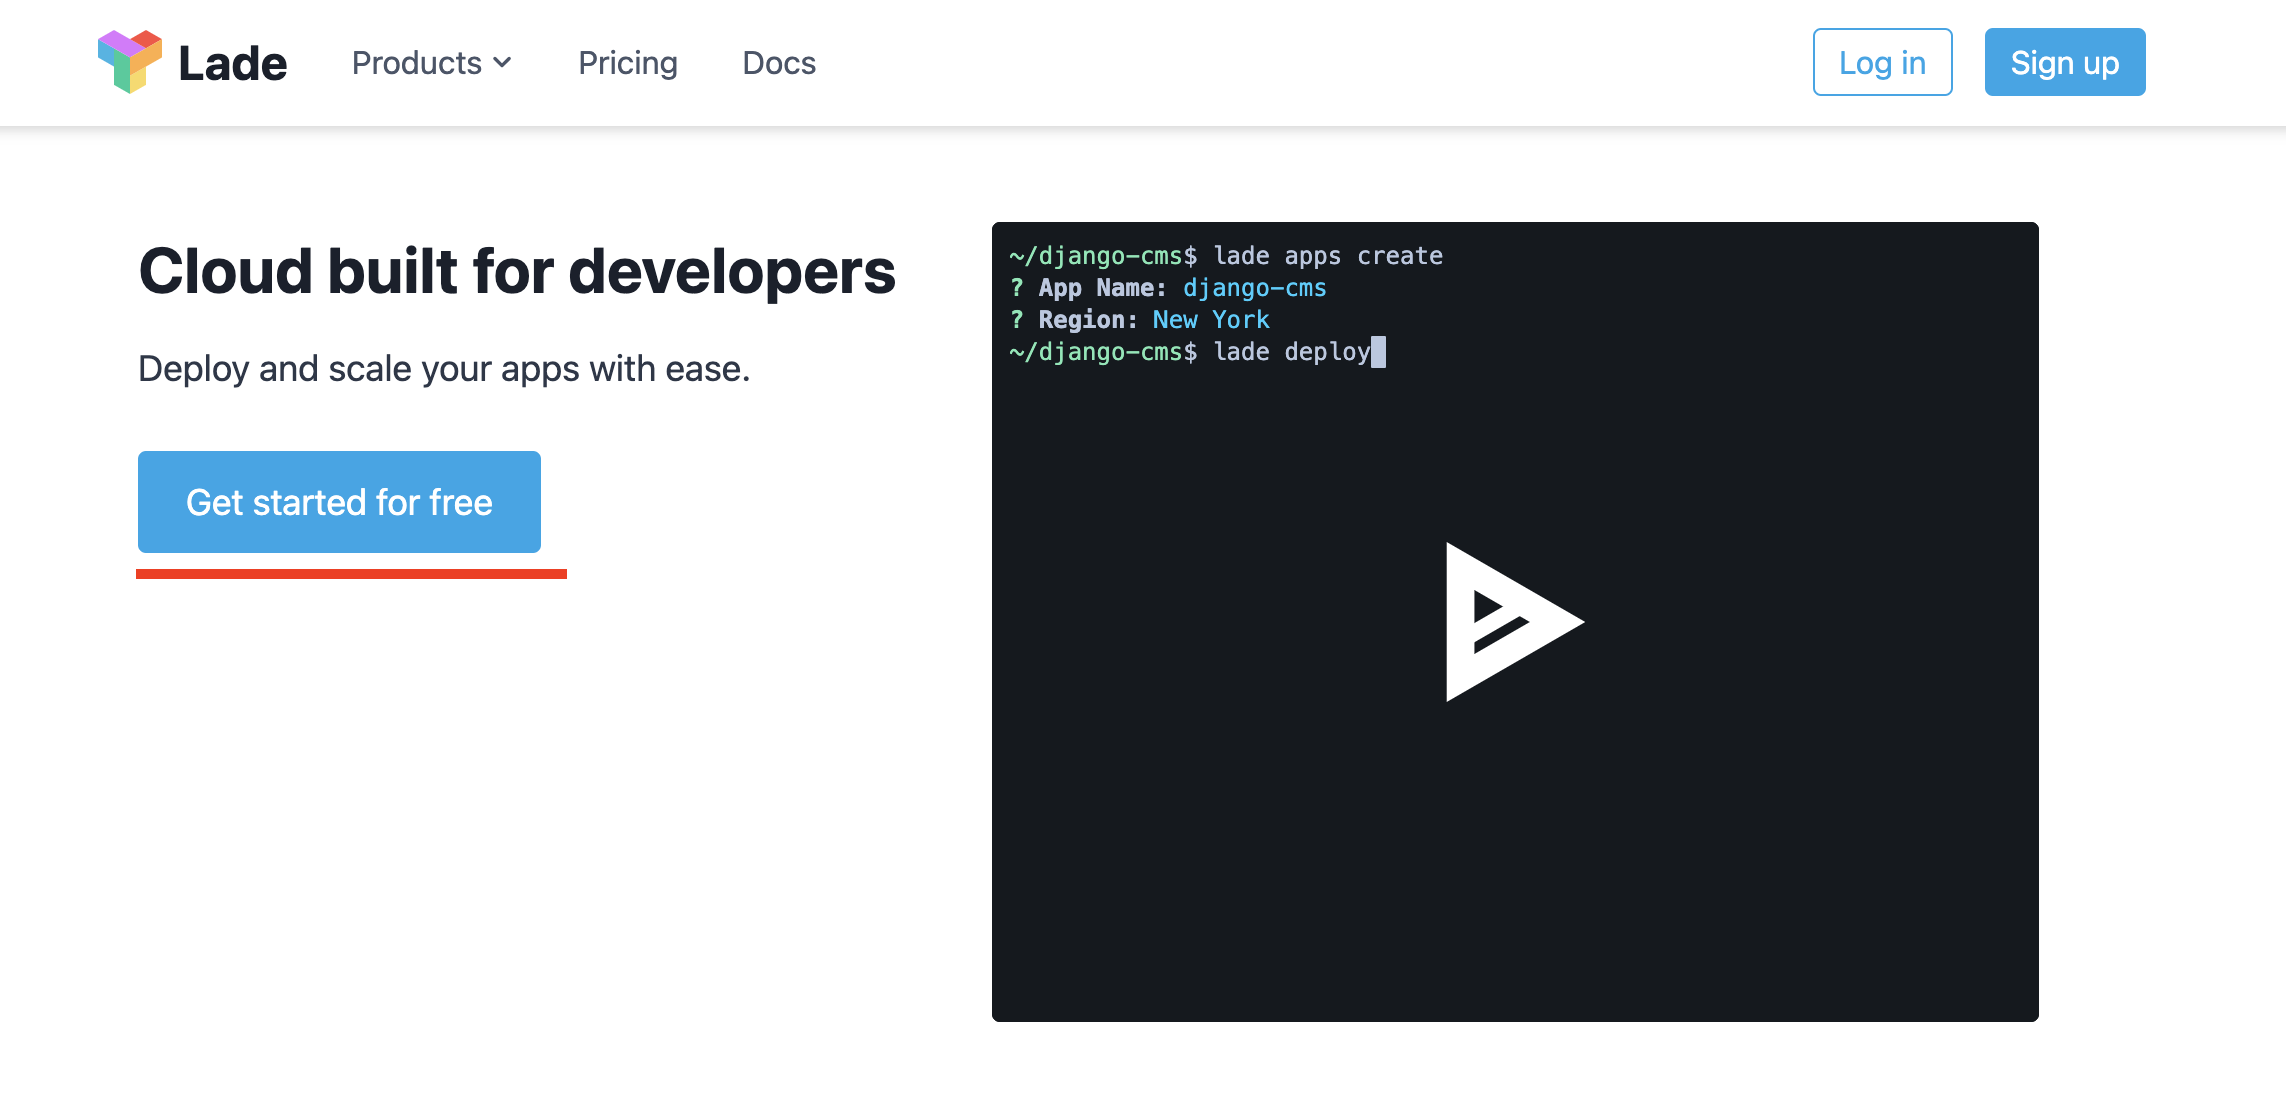 Lade Products Pricing Docs Log in Sign up
Cloud built for developers
Deploy and scale your apps with ease.
Get started for free
~/django-cms$ lade apps create
? App Name: django-cms
? Region: New York
~/django-cms$ lade deploy